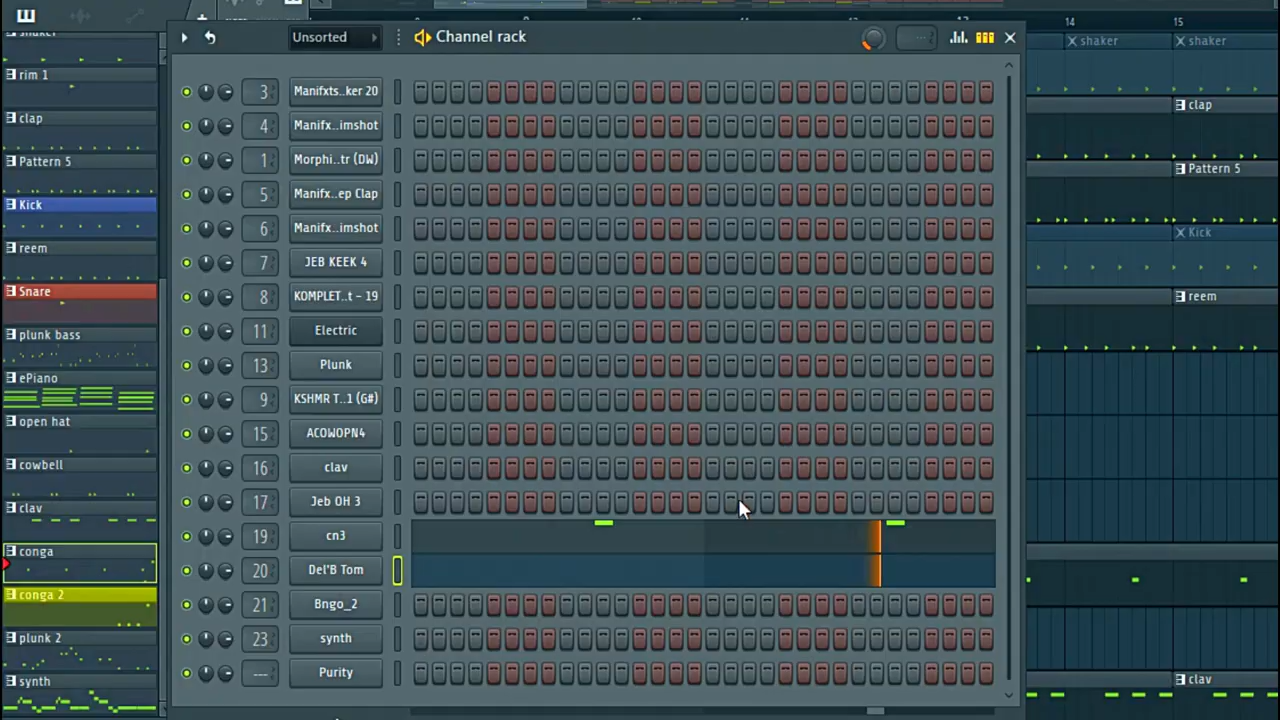 Unsorted
Channel rack
14
15
shaker
rim 1
clap
Pattern 5
Kick
reem
Snare
plunk bass
ePiano
open hat
cowbell
clav
conga
conga 2
plunk 2
synth
3 Manifxts..ker 20
4 Manifx..imshot
1 Morphi..tr (DW)
5 Manifx..ep Clap
6 Manifx..imshot
7 JEB KEEK 4
8 KOMPLET..t - 19
11 Electric
13 Plunk
9 KSHMR T..1 (G#)
15 ACOWOPN4
16 clav
17 Jeb OH 3
19 cn3
20 Del'B Tom
21 Bngo_2
23 synth
--- Purity
shaker
shaker
clap
Pattern 5
Kick
reem
clav